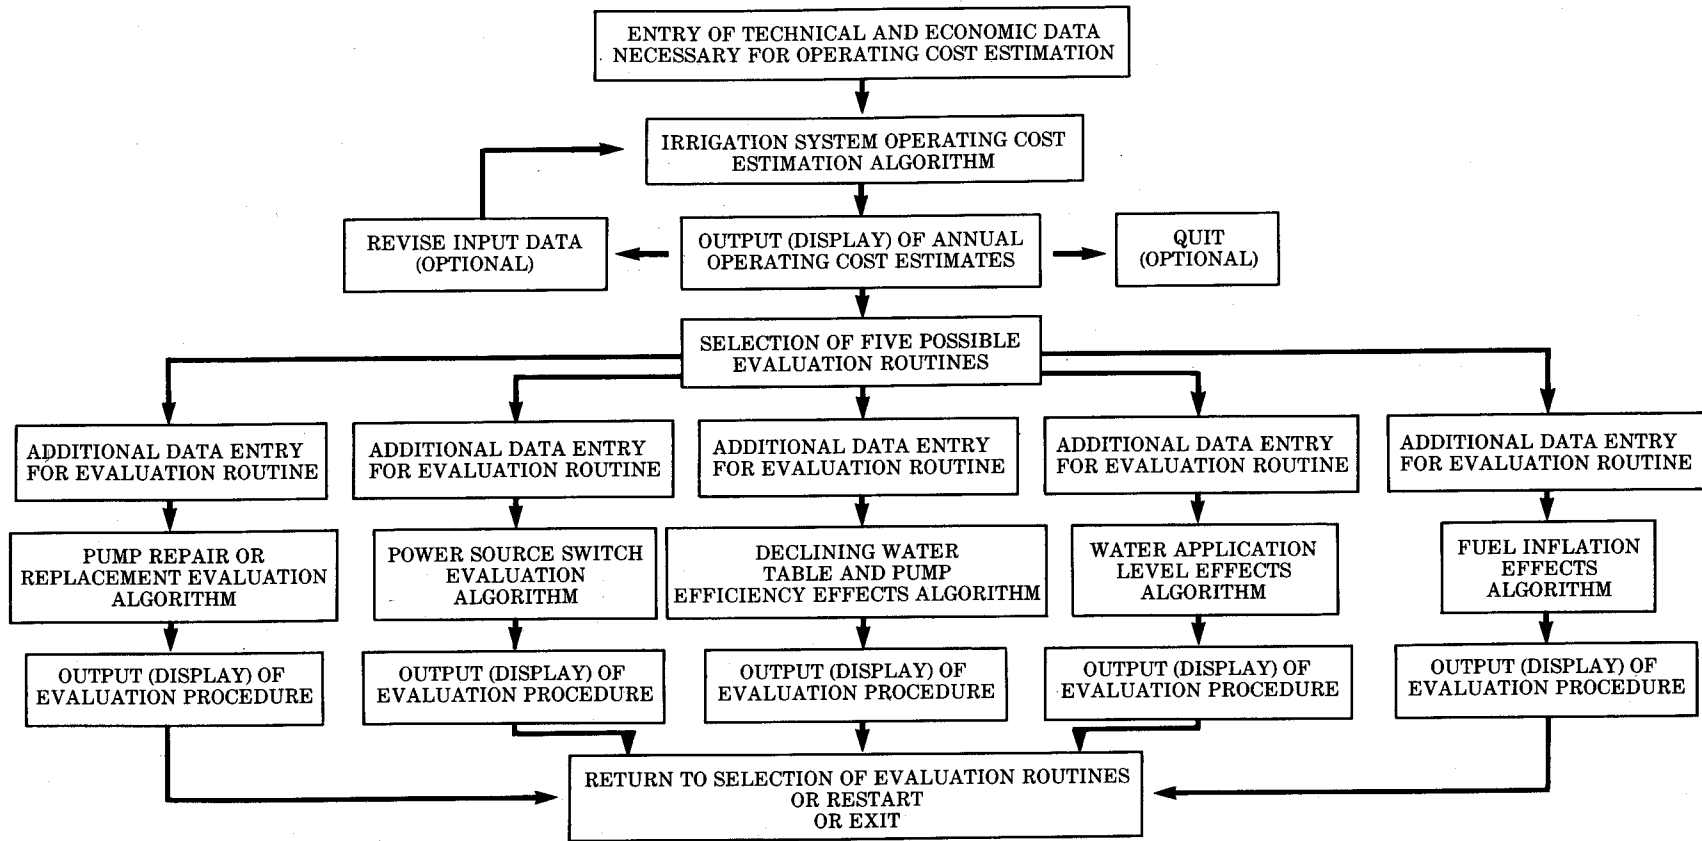 ENTRY OF TECHNICAL AND ECONOMIC DATA
NECESSARY FOR OPERATING COST ESTIMATION
IRRIGATION SYSTEM OPERATING COST
ESTIMATION ALGORITHM
REVISE INPUT DATA
(OPTIONAL)
OUTPUT (DISPLAY) OF ANNUAL
OPERATING COST ESTIMATES
QUIT
(OPTIONAL)
SELECTION OF FIVE POSSIBLE
EVALUATION ROUTINES
ADDITIONAL DATA ENTRY
FOR EVALUATION ROUTINE
ADDITIONAL DATA ENTRY
FOR EVALUATION ROUTINE
ADDITIONAL DATA ENTRY
FOR EVALUATION ROUTINE
ADDITIONAL DATA ENTRY
FOR EVALUATION ROUTINE
ADDITIONAL DATA ENTRY
FOR EVALUATION ROUTINE
PUMP REPAIR OR
REPLACEMENT EVALUATION
ALGORITHM
POWER SOURCE SWITCH
EVALUATION
ALGORITHM
DECLINING WATER
TABLE AND PUMP
EFFICIENCY EFFECTS ALGORITHM
WATER APPLICATION
LEVEL EFFECTS
ALGORITHM
FUEL INFLATION
EFFECTS
ALGORITHM
OUTPUT (DISPLAY) OF
EVALUATION PROCEDURE
OUTPUT (DISPLAY) OF
EVALUATION PROCEDURE
OUTPUT (DISPLAY) OF
EVALUATION PROCEDURE
OUTPUT (DISPLAY) OF
EVALUATION PROCEDURE
OUTPUT (DISPLAY) OF
EVALUATION PROCEDURE
RETURN TO SELECTION OF EVALUATION ROUTINES
OR RESTART
OR EXIT